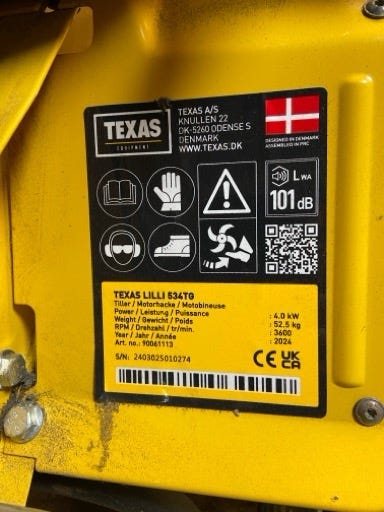 TEXAS
EQUIPMENT
TEXAS A/S
KNULLEN 22
DK-5260 ODENSE S
DENMARK
WWW.TEXAS.DK
DESIGNED IN DENMARK
ASSEMBLED IN PRC
LWA
101 dB
TEXAS LILLI 534TG
Tiller / Motorhacke / Motobineuse
Power / Leistung / Puissance : 4.0 kW
Weight / Gewicht / Poids : 52.5 kg
RPM / Drehzahl / tr/min. : 3600
Year / Jahr / Année : 2024
Art. no.: 90061113
S/N: 2403025010274
CE UK CA